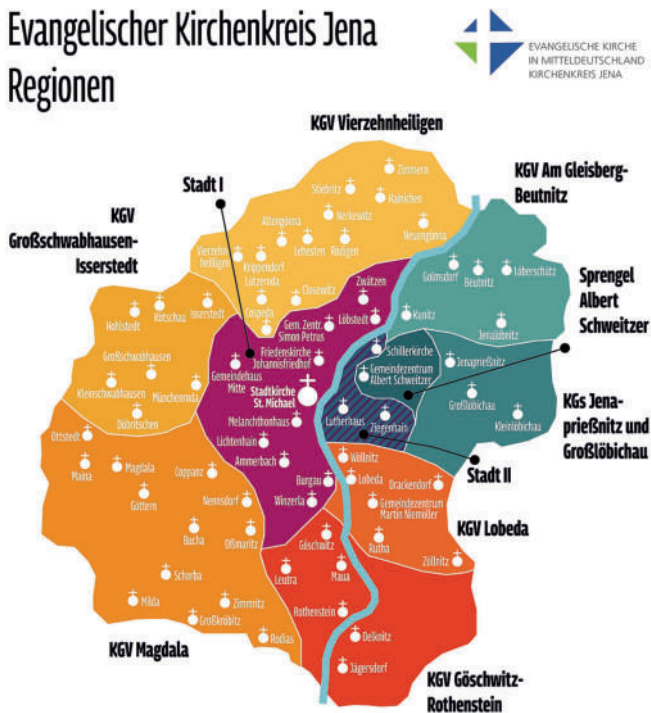 Evangelischer Kirchenkreis Jena
Regionen
EVANGELISCHE KIRCHE
IN MITTELDEUTSCHLAND
KIRCHENKREIS JENA
KGV Vierzehnheiligen
Stadt I
KGV Am Gleisberg-
Beutnitz
KGV
Großschwabhausen-
Isserstedt
Sprengel
Albert
Schweitzer
KGs Jena-
prießnitz und
Großlöbichau
Stadt II
KGV Lobeda
KGV Magdala
KGV Göschwitz-
Rothenstein
Zimmern
Stiebritz
Hainichen
Nerkewitz
Altengönna
Neuengönna
Lehesten
Rödigen
Vierzehn-
heiligen
Krippendorf
Lützeroda
Closewitz
Cospeda
Hohlstedt
Kötschau
Isserstedt
Großschwabhausen
Kleinschwabhausen
Münchenroda
Döbritschen
Zwätzen
Löbstedt
Gem. Zentr.
Simon Petrus
Friedenskirche
Johannisfriedhof
Gemeindehaus
Mitte
Stadtkirche
St. Michael
Melanchthonhaus
Lichtenhain
Ammerbach
Burgau
Winzerla
Golmsdorf
Beutnitz
Löberschütz
Kunitz
Jenalöbnitz
Schillerkirche
Gemeindezentrum
Albert Schweitzer
Jenaprießnitz
Großlöbichau
Kleinlöbichau
Lutherhaus
Ziegenhain
Wöllnitz
Lobeda
Drackendorf
Gemeindezentrum
Martin Niemöller
Rutha
Zöllnitz
Ottstedt
Maina
Magdala
Coppanz
Göttern
Nennsdorf
Bucha
Oßmaritz
Schorba
Milda
Zimmritz
Großkröbitz
Rodias
Göschwitz
Leutra
Maua
Rothenstein
Oelknitz
Jägersdorf